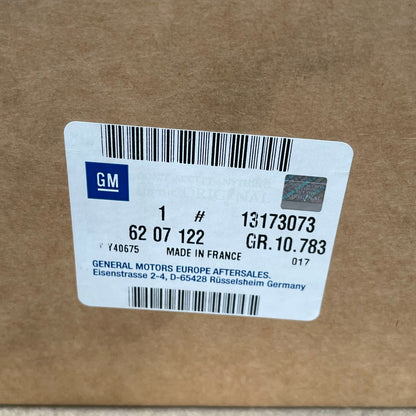 GM
ORIGINAL
1 # 13173073
62 07 122 GR.10.783
Y40675 MADE IN FRANCE 017
GENERAL MOTORS EUROPE AFTERSALES.
Eisenstrasse 2-4, D-65428 Rüsselsheim Germany